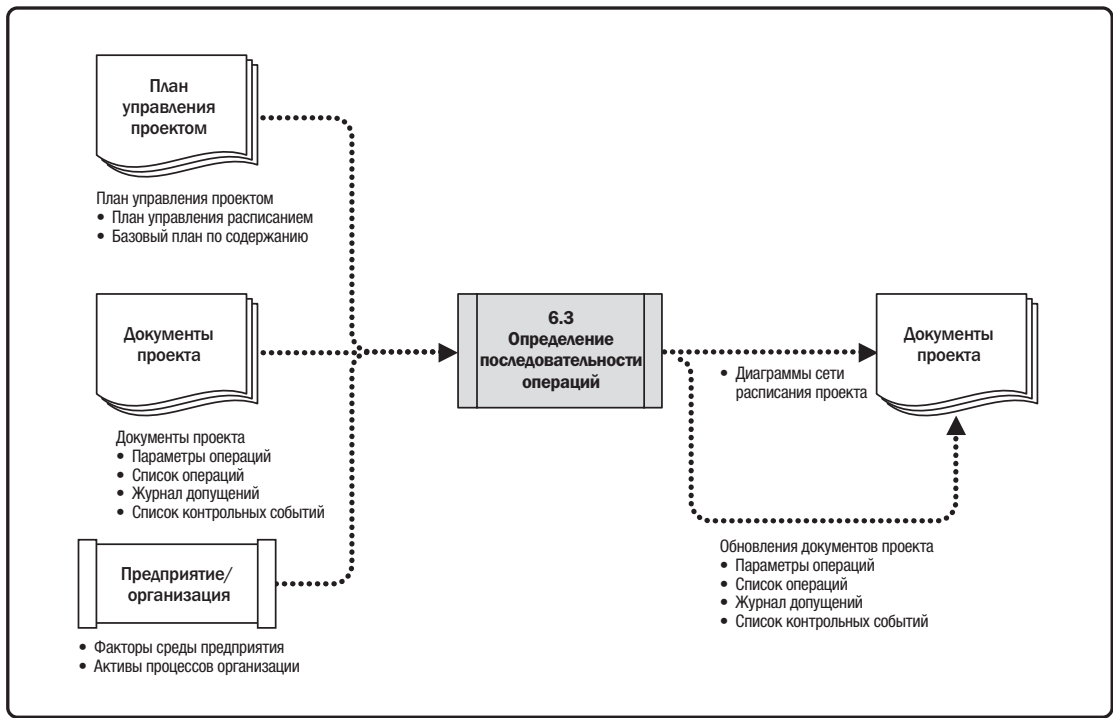 План
управления
проектом
План управления проектом
• План управления расписанием
• Базовый план по содержанию
Документы
проекта
Документы проекта
• Параметры операций
• Список операций
• Журнал допущений
• Список контрольных событий
Предприятие/
организация
• Факторы среды предприятия
• Активы процессов организации
6.3
Определение
последовательности
операций
• Диаграммы сети
расписания проекта
Документы
проекта
Обновления документов проекта
• Параметры операций
• Список операций
• Журнал допущений
• Список контрольных событий